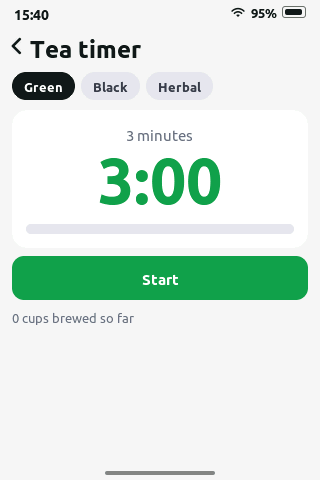 15:40 95%
Tea timer
Green Black Herbal
3 minutes
3:00
Start
0 cups brewed so far